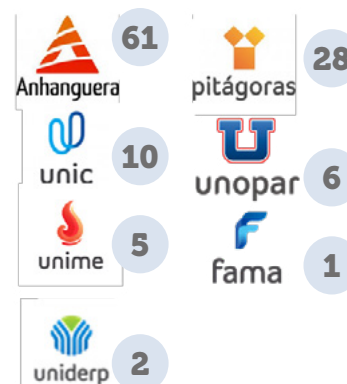 61
Anhanguera
28
pitágoras
10
unic
6
unopar
5
unime
1
fama
2
uniderp